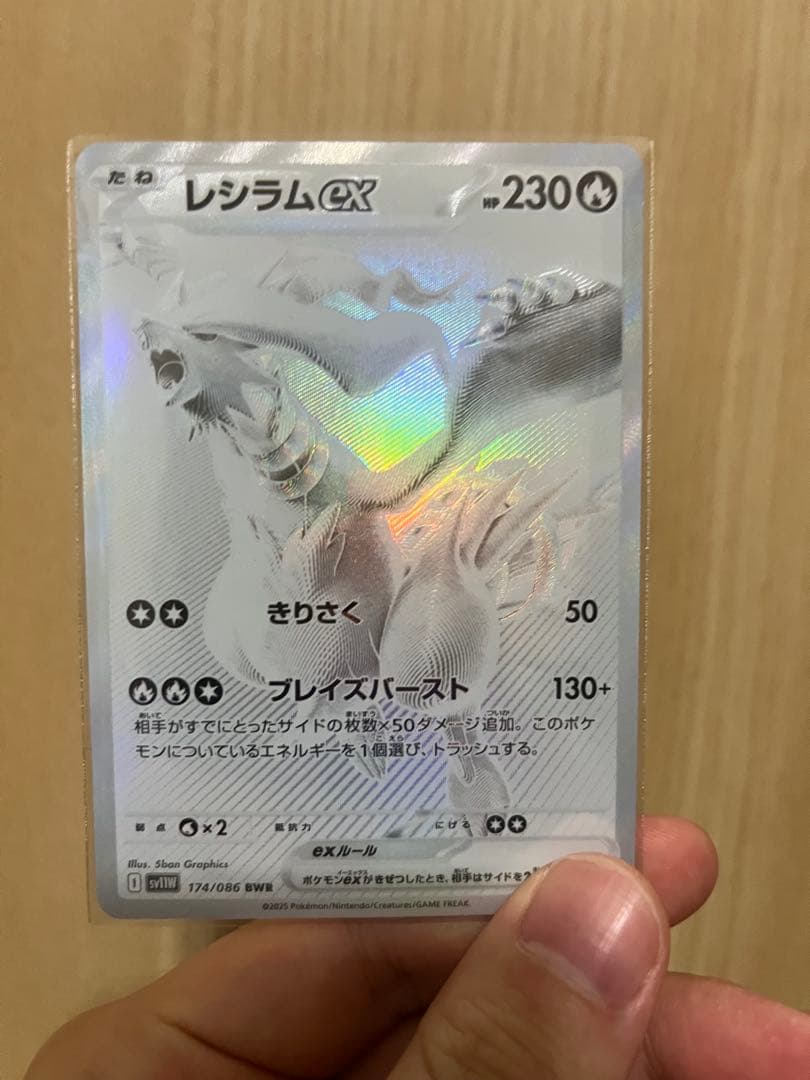 たね レシラムex HP230
きりさく 50
ブレイズバースト 130+
相手がすでにとったサイドの枚数×50ダメージ追加。このポケ
モンについているエネルギーを1個選び、トラッシュする。
弱点 ×2 抵抗力 にげる
exルール
ポケモンexがきぜつしたとき、相手はサイドを2
Illus. 5ban Graphics
I sv11W 174/086 BWR
©2025 Pokémon/Nintendo/Creatures/GAME FREAK.